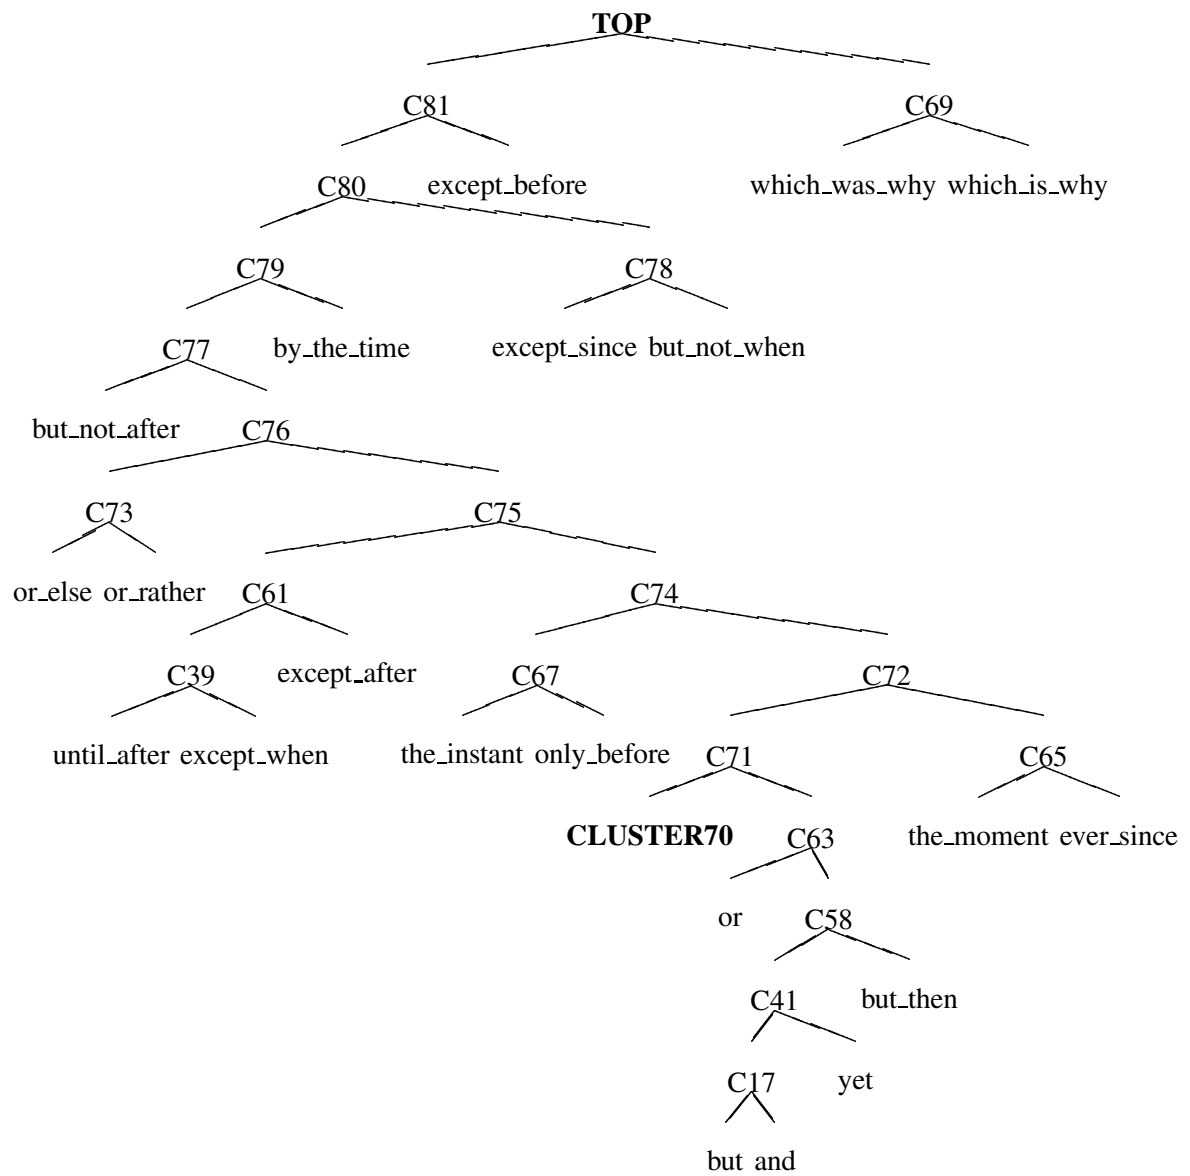 TOP
C81 C69
C80 except_before which_was_why which_is_why
C79 C78
C77 by_the_time except_since but_not_when
but_not_after C76
C73 C75
or_else or_rather C61 C74
C39 except_after C67 C72
until_after except_when the_instant only_before C71 C65
CLUSTER70 C63 the_moment ever_since
or C58
C41 but_then
C17 yet
but and